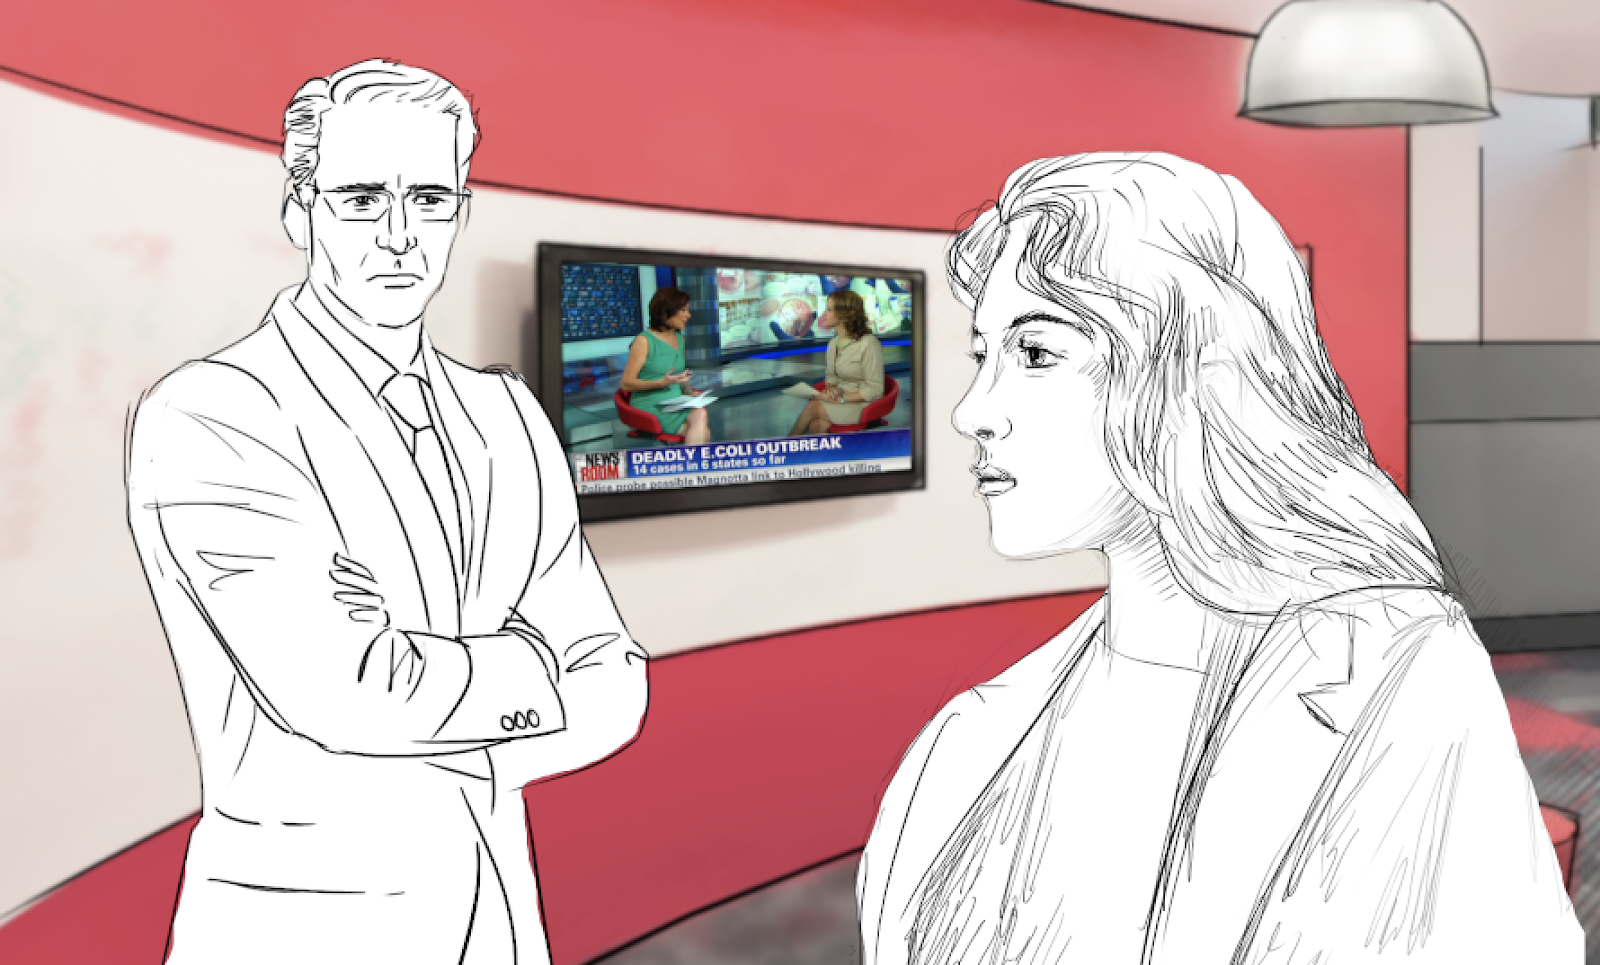 NEWS
ROOM
DEADLY E.COLI OUTBREAK
14 cases in 6 states so far
Police probe possible Magnotta link to Hollywood killing